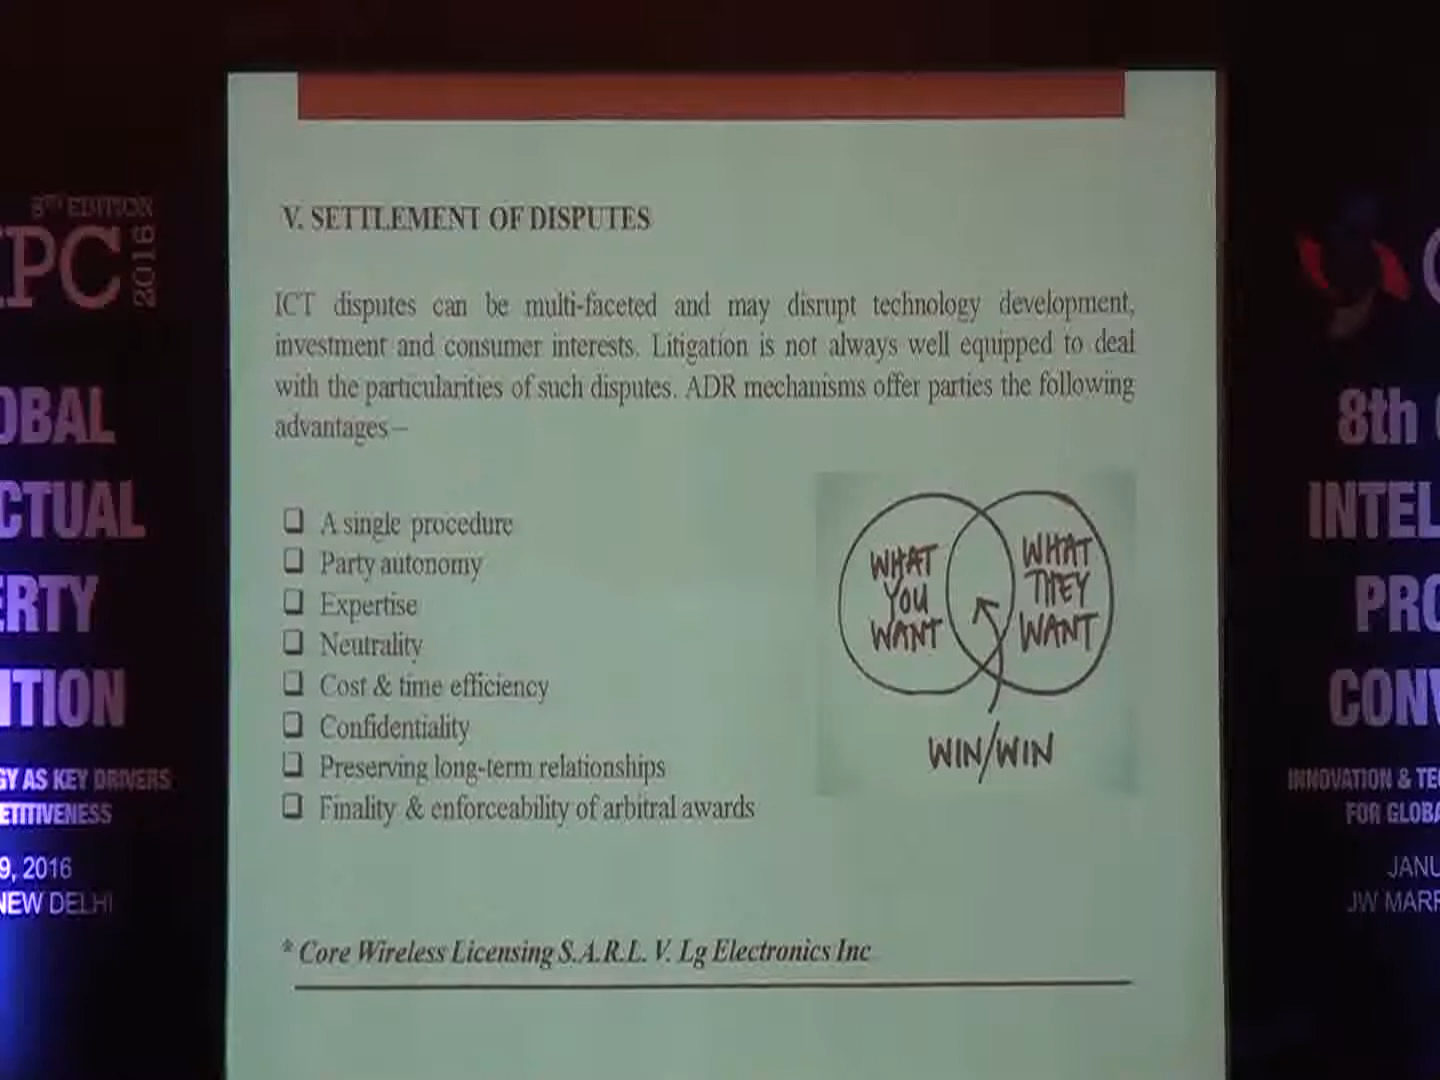 8TH EDITION
IPC
2016
OBAL
CTUAL
ERTY
NTION
GY AS KEY DRIVERS
ETITIVENESS
9, 2016
NEW DELHI
V. SETTLEMENT OF DISPUTES
ICT disputes can be multi-faceted and may disrupt technology development,
investment and consumer interests. Litigation is not always well equipped to deal
with the particularities of such disputes. ADR mechanisms offer parties the following
advantages –
❑ A single procedure
❑ Party autonomy
❑ Expertise
❑ Neutrality
❑ Cost & time efficiency
❑ Confidentiality
❑ Preserving long-term relationships
❑ Finality & enforceability of arbitral awards
WHAT
YOU
WANT
WHAT
THEY
WANT
WIN/WIN
* Core Wireless Licensing S.A.R.L. V. Lg Electronics Inc
8th
INTEL
PRO
CONV
INNOVATION & TE
FOR GLOBA
JANU
JW MARR